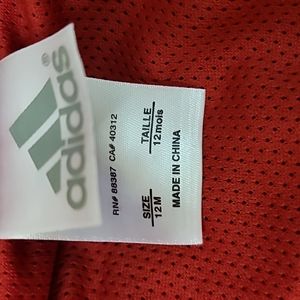 adidas®
RN# 88387 CA# 40312
SIZE TAILLE
12M 12mois
MADE IN CHINA